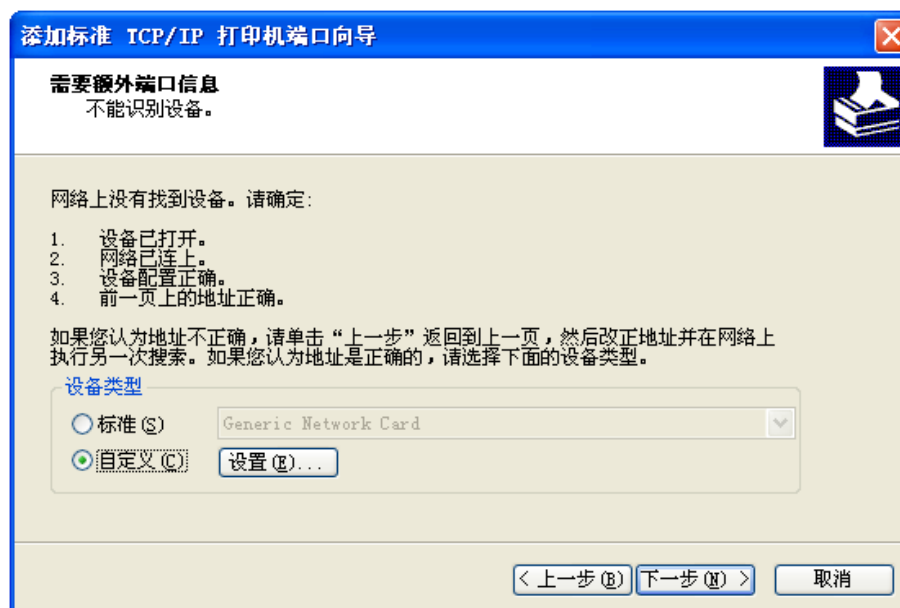 添加标准 TCP/IP 打印机端口向导
需要额外端口信息
不能识别设备。
网络上没有找到设备。请确定:
1. 设备已打开。
2. 网络已连上。
3. 设备配置正确。
4. 前一页上的地址正确。
如果您认为地址不正确，请单击“上一步”返回到上一页，然后改正地址并在网络上
执行另一次搜索。如果您认为地址是正确的，请选择下面的设备类型。
设备类型
标准(S) Generic Network Card
自定义(C) 设置(E)...
< 上一步(B) 下一步(N) > 取消